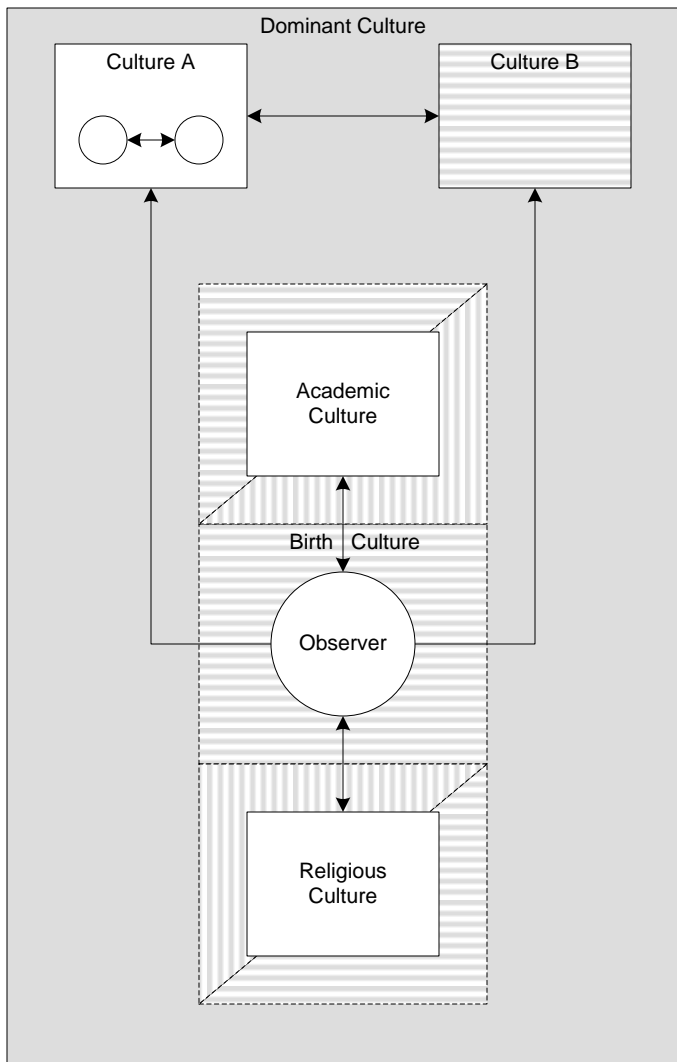 Dominant Culture
Culture A
Culture B
Academic
Culture
Birth Culture
Observer
Religious
Culture